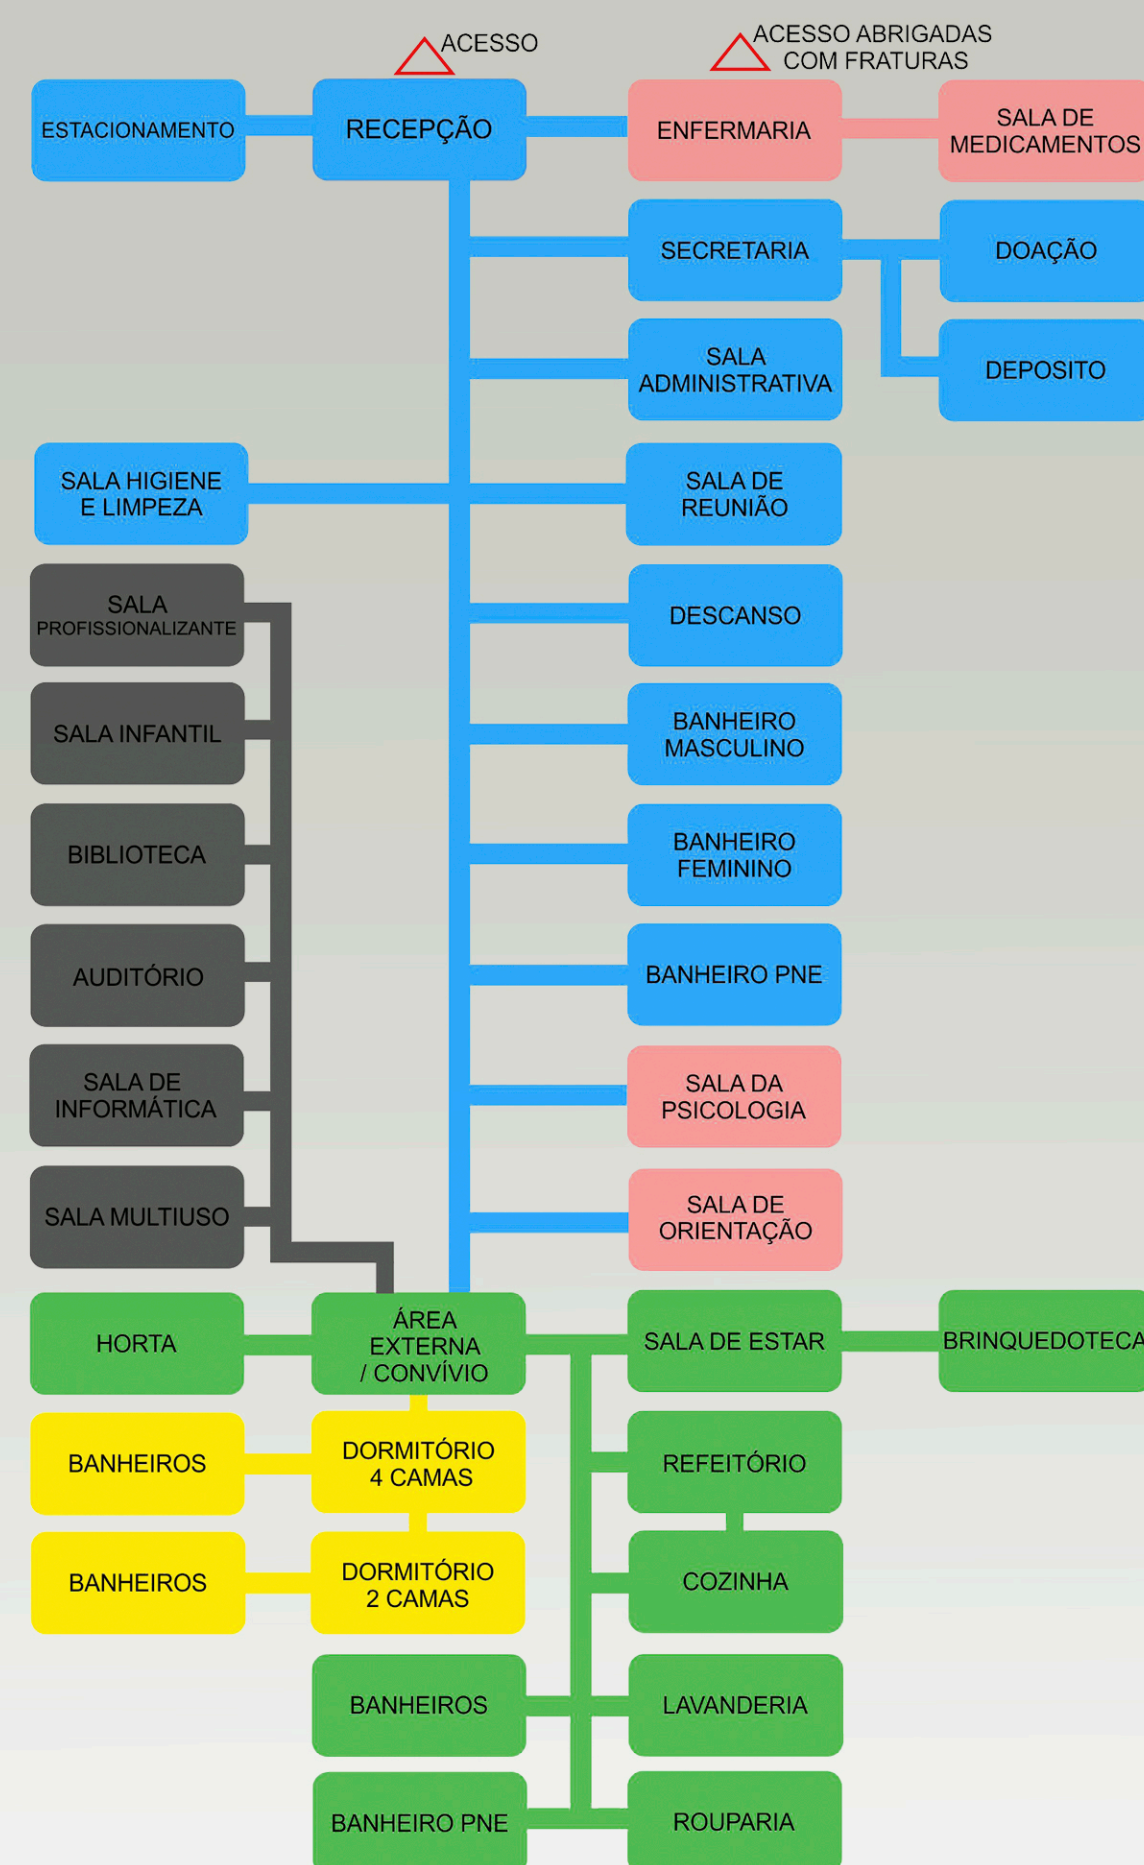 ACESSO
ACESSO ABRIGADAS
COM FRATURAS
ESTACIONAMENTO
RECEPÇÃO
ENFERMARIA
SALA DE
MEDICAMENTOS
SECRETARIA
DOAÇÃO
SALA
ADMINISTRATIVA
DEPOSITO
SALA HIGIENE
E LIMPEZA
SALA DE
REUNIÃO
SALA
PROFISSIONALIZANTE
DESCANSO
SALA INFANTIL
BANHEIRO
MASCULINO
BIBLIOTECA
BANHEIRO
FEMININO
AUDITÓRIO
BANHEIRO PNE
SALA DE
INFORMÁTICA
SALA DA
PSICOLOGIA
SALA MULTIUSO
SALA DE
ORIENTAÇÃO
HORTA
ÁREA
EXTERNA
/ CONVÍVIO
SALA DE ESTAR
BRINQUEDOTECA
BANHEIROS
DORMITÓRIO
4 CAMAS
REFEITÓRIO
BANHEIROS
DORMITÓRIO
2 CAMAS
COZINHA
BANHEIROS
LAVANDERIA
BANHEIRO PNE
ROUPARIA